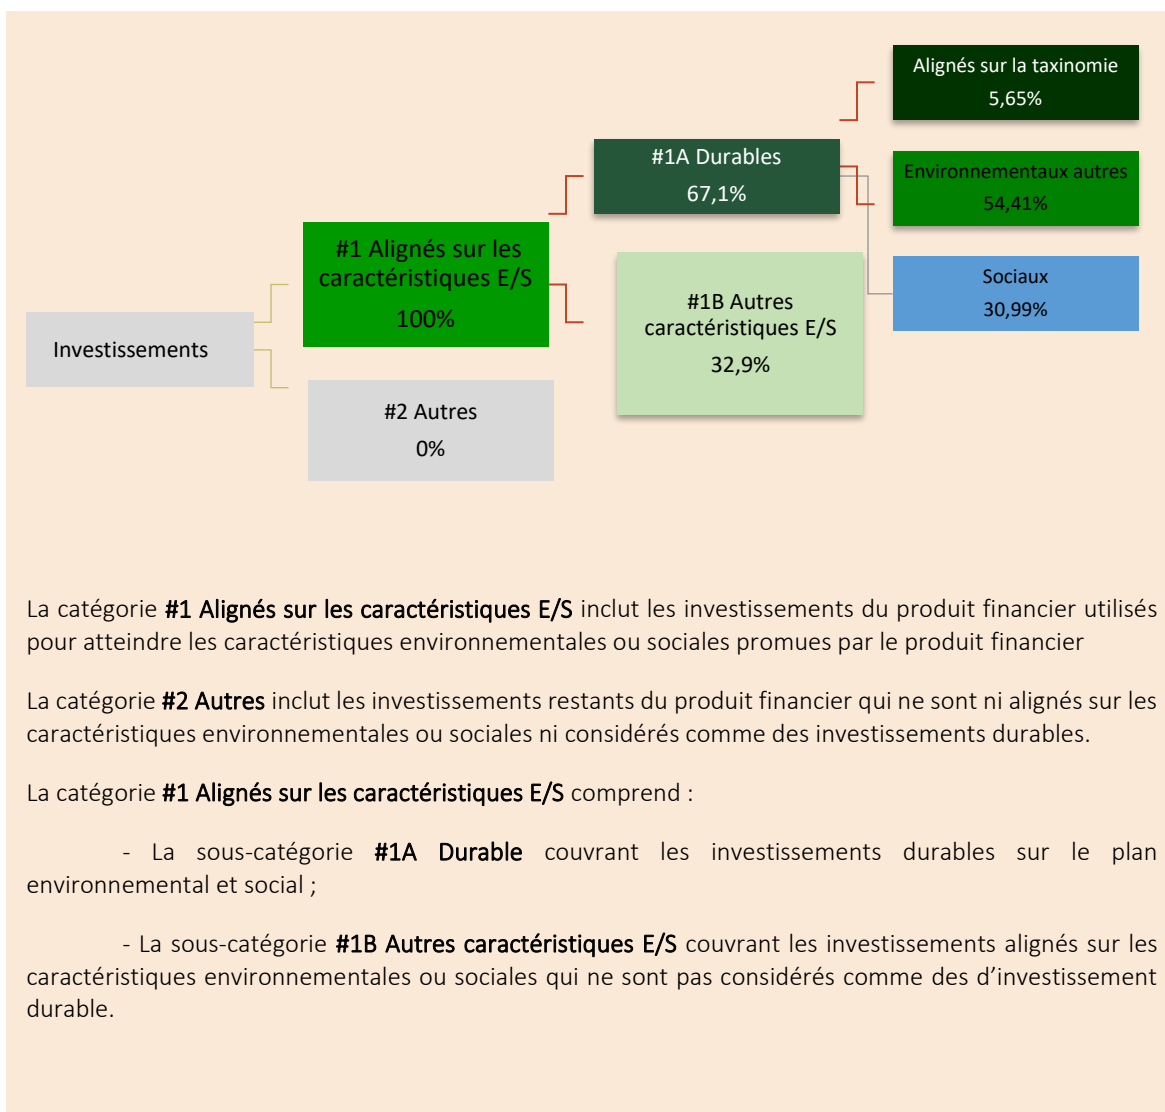 Alignés sur la taxinomie
5,65%
#1A Durables
67,1%
Environnementaux autres
54,41%
#1 Alignés sur les
caractéristiques E/S
100%
Sociaux
30,99%
#1B Autres
caractéristiques E/S
32,9%
Investissements
#2 Autres
0%
La catégorie #1 Alignés sur les caractéristiques E/S inclut les investissements du produit financier utilisés
pour atteindre les caractéristiques environnementales ou sociales promues par le produit financier
La catégorie #2 Autres inclut les investissements restants du produit financier qui ne sont ni alignés sur les
caractéristiques environnementales ou sociales ni considérés comme des investissements durables.
La catégorie #1 Alignés sur les caractéristiques E/S comprend :
- La sous-catégorie #1A Durable couvrant les investissements durables sur le plan
environnemental et social ;
- La sous-catégorie #1B Autres caractéristiques E/S couvrant les investissements alignés sur les
caractéristiques environnementales ou sociales qui ne sont pas considérés comme des d’investissement
durable.